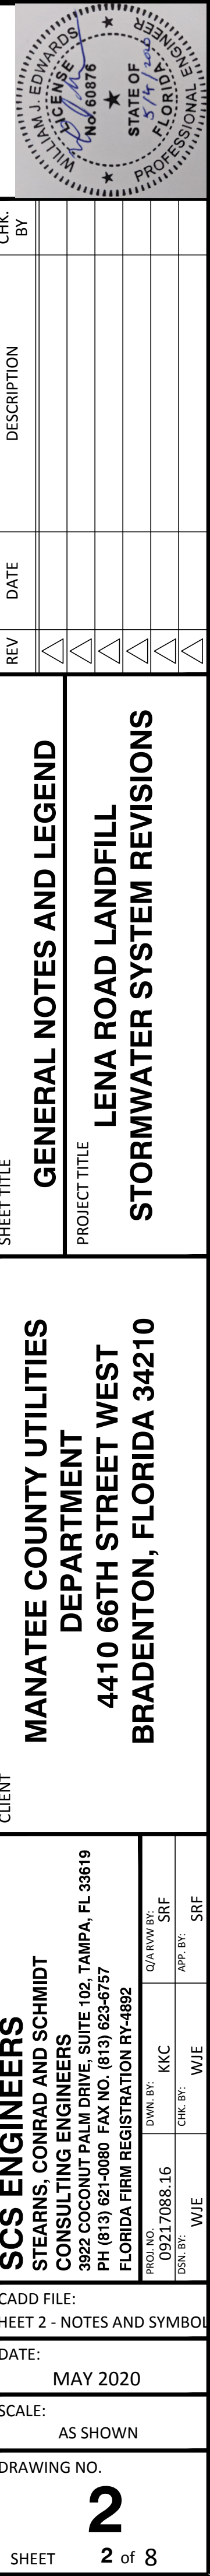 WILLIAM J. EDWARDS
LICENSE
No. 60876
STATE OF
5/4/2020
FLORIDA
PROFESSIONAL ENGINEER
REV DATE DESCRIPTION CHK. BY
SHEET TITLE
GENERAL NOTES AND LEGEND
PROJECT TITLE
LENA ROAD LANDFILL
STORMWATER SYSTEM REVISIONS
CLIENT
MANATEE COUNTY UTILITIES
DEPARTMENT
4410 66TH STREET WEST
BRADENTON, FLORIDA 34210
SCS ENGINEERS
STEARNS, CONRAD AND SCHMIDT
CONSULTING ENGINEERS
3922 COCONUT PALM DRIVE, SUITE 102, TAMPA, FL 33619
PH (813) 621-0080 FAX NO. (813) 623-6757
FLORIDA FIRM REGISTRATION RY-4892
PROJ. NO. DWN. BY: Q/A RVW BY:
09217088.16 KKC SRF
DSN. BY: CHK. BY: APP. BY:
WJE WJE SRF
CADD FILE:
HEET 2 - NOTES AND SYMBOL
DATE:
MAY 2020
SCALE:
AS SHOWN
DRAWING NO.
2
SHEET 2 of 8